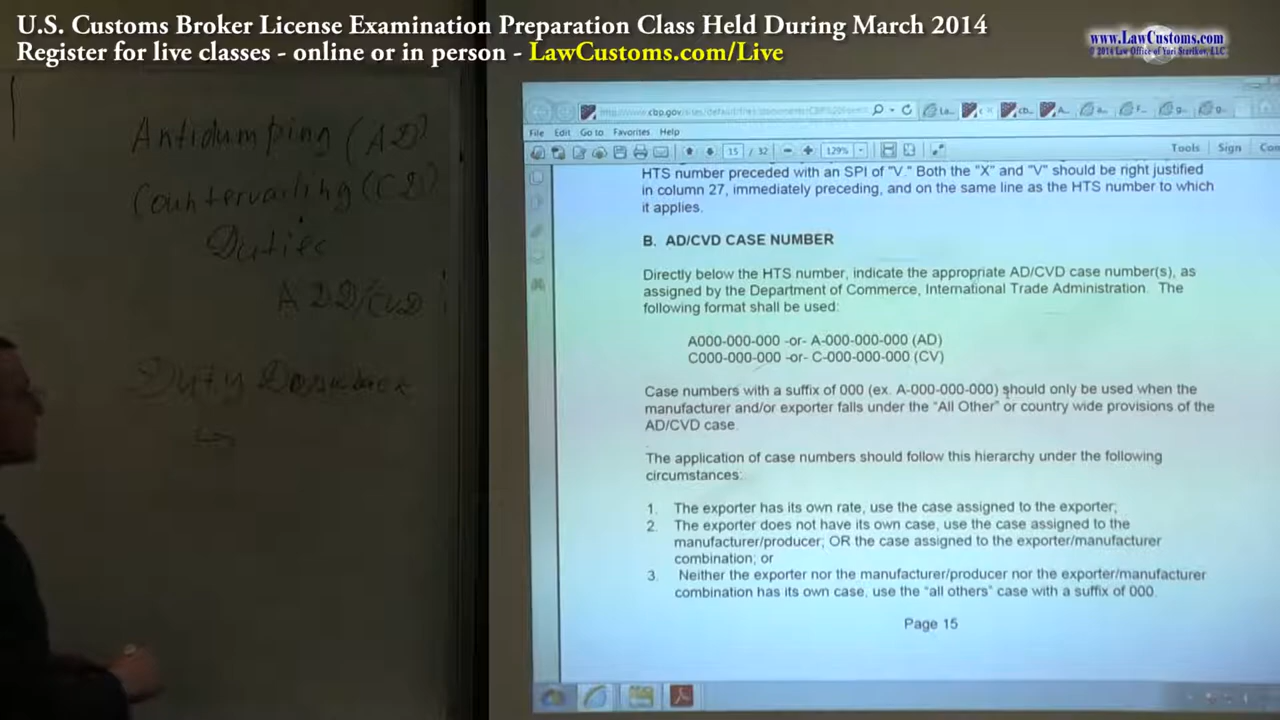 U.S. Customs Broker License Examination Preparation Class Held During March 2014
Register for live classes - online or in person - LawCustoms.com/Live
www.LawCustoms.com
© 2014 Law Office of Yuri Starikov, LLC
Antidumping (AD)
Countervailing (CD)
Duties
ADD/CVD
Duty Drawback
File Edit Go to Favorites Help
15 / 32 129% Tools Sign
HTS number preceded with an SPI of "V." Both the "X" and "V" should be right justified
in column 27, immediately preceding, and on the same line as the HTS number to which
it applies.
B. AD/CVD CASE NUMBER
Directly below the HTS number, indicate the appropriate AD/CVD case number(s), as
assigned by the Department of Commerce, International Trade Administration. The
following format shall be used:
A000-000-000 -or- A-000-000-000 (AD)
C000-000-000 -or- C-000-000-000 (CV)
Case numbers with a suffix of 000 (ex. A-000-000-000) should only be used when the
manufacturer and/or exporter falls under the “All Other” or country wide provisions of the
AD/CVD case.
The application of case numbers should follow this hierarchy under the following
circumstances:
1. The exporter has its own rate, use the case assigned to the exporter;
2. The exporter does not have its own case, use the case assigned to the
manufacturer/producer; OR the case assigned to the exporter/manufacturer
combination; or
3. Neither the exporter nor the manufacturer/producer nor the exporter/manufacturer
combination has its own case, use the “all others” case with a suffix of 000.
Page 15